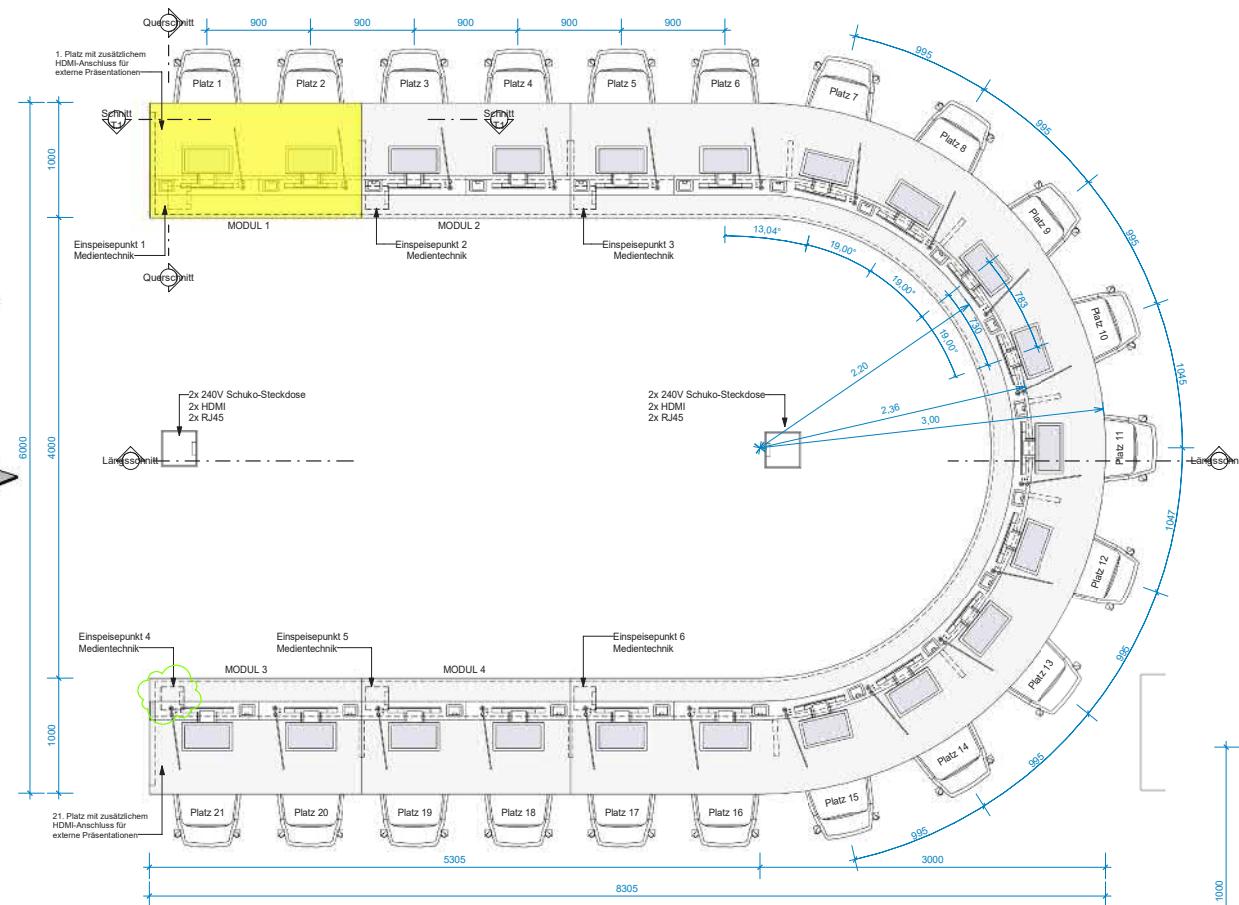 Querschnitt
900
900
900
900
900
1. Platz mit zusätzlichem
HDMI-Anschluss für
externe Präsentationen
Platz 1
Platz 2
Platz 3
Platz 4
Platz 5
Platz 6
Platz 7
Platz 8
Platz 9
Platz 10
Platz 11
Platz 12
Platz 13
Platz 14
Platz 15
995
995
995
1045
1047
995
995
995
Schnitt
T1
Schnitt
T1
1000
MODUL 1
MODUL 2
Einspeisepunkt 1
Medientechnik
Einspeisepunkt 2
Medientechnik
Einspeisepunkt 3
Medientechnik
Querschnitt
13,04°
19,00°
19,00°
19,00°
730
783
2,20
2,36
3,00
2x 240V Schuko-Steckdose
2x HDMI
2x RJ45
2x 240V Schuko-Steckdose
2x HDMI
2x RJ45
6000
4000
Längsschnitt
Längsschn
Einspeisepunkt 4
Medientechnik
Einspeisepunkt 5
Medientechnik
Einspeisepunkt 6
Medientechnik
MODUL 3
MODUL 4
1000
Platz 21
Platz 20
Platz 19
Platz 18
Platz 17
Platz 16
21. Platz mit zusätzlichem
HDMI-Anschluss für
externe Präsentationen
5305
3000
8305
1000